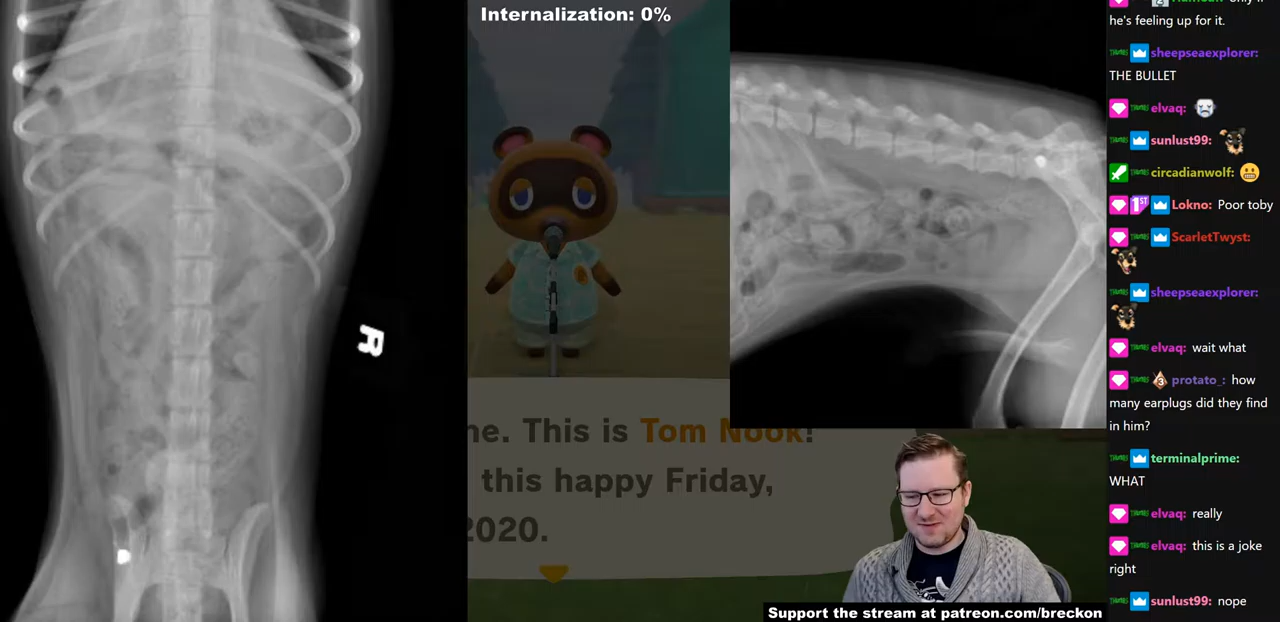 Internalization: 0%
R
ne. This is Tom Nook!
this happy Friday,
2020.
Support the stream at patreon.com/breckon
he's feeling up for it.
sheepseaexplorer:
THE BULLET
elvaq:
sunlust99:
circadianwolf:
1ST Lokno: Poor toby
ScarletTwyst:
sheepseaexplorer:
elvaq: wait what
3 protato_: how
many earplugs did they find
in him?
terminalprime:
WHAT
elvaq: really
elvaq: this is a joke
right
sunlust99: nope